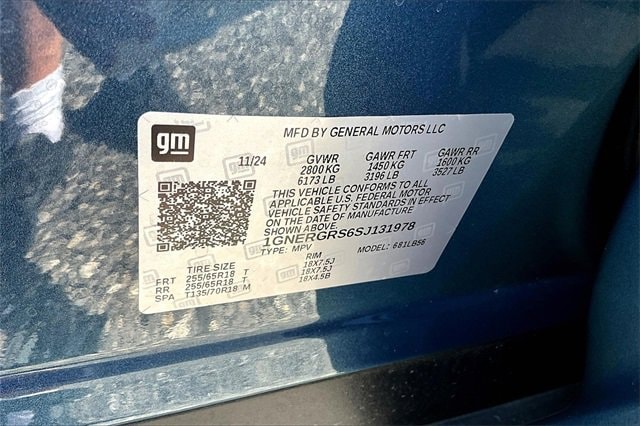 gm
MFD BY GENERAL MOTORS LLC
11/24 GVWR GAWR FRT GAWR RR
2800 KG 1450 KG 1600 KG
6173 LB 3196 LB 3527 LB
THIS VEHICLE CONFORMS TO ALL
APPLICABLE U.S. FEDERAL MOTOR
VEHICLE SAFETY STANDARDS IN EFFECT
ON THE DATE OF MANUFACTURE
SHOWN ABOVE
1GNERGRS6SJ131978
TYPE: MPV MODEL: 681LB56
TIRE SIZE RIM
FRT 255/65R18 T 18X7.5J
RR 255/65R18 T 18X7.5J
SPA T135/70R18 M 18X4.5B